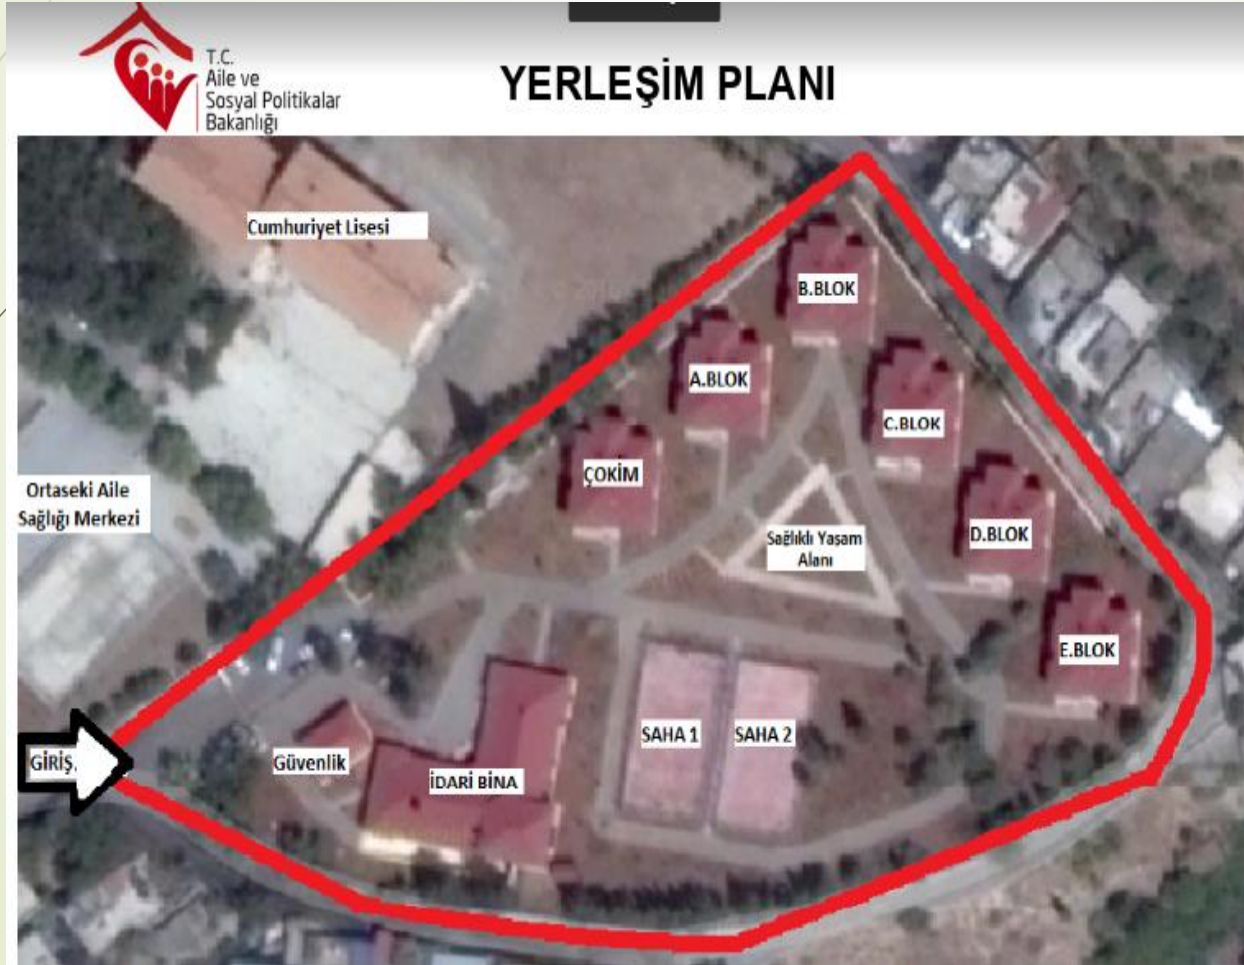 T.C.
Aile ve
Sosyal Politikalar
Bakanlığı
YERLEŞİM PLANI
Cumhuriyet Lisesi
B.BLOK
A.BLOK
C.BLOK
ÇOKİM
Ortaseki Aile
Sağlığı Merkezi
Sağlıklı Yaşam
Alanı
D.BLOK
E.BLOK
SAHA 1
SAHA 2
GİRİŞ.
Güvenlik
İDARİ BİNA